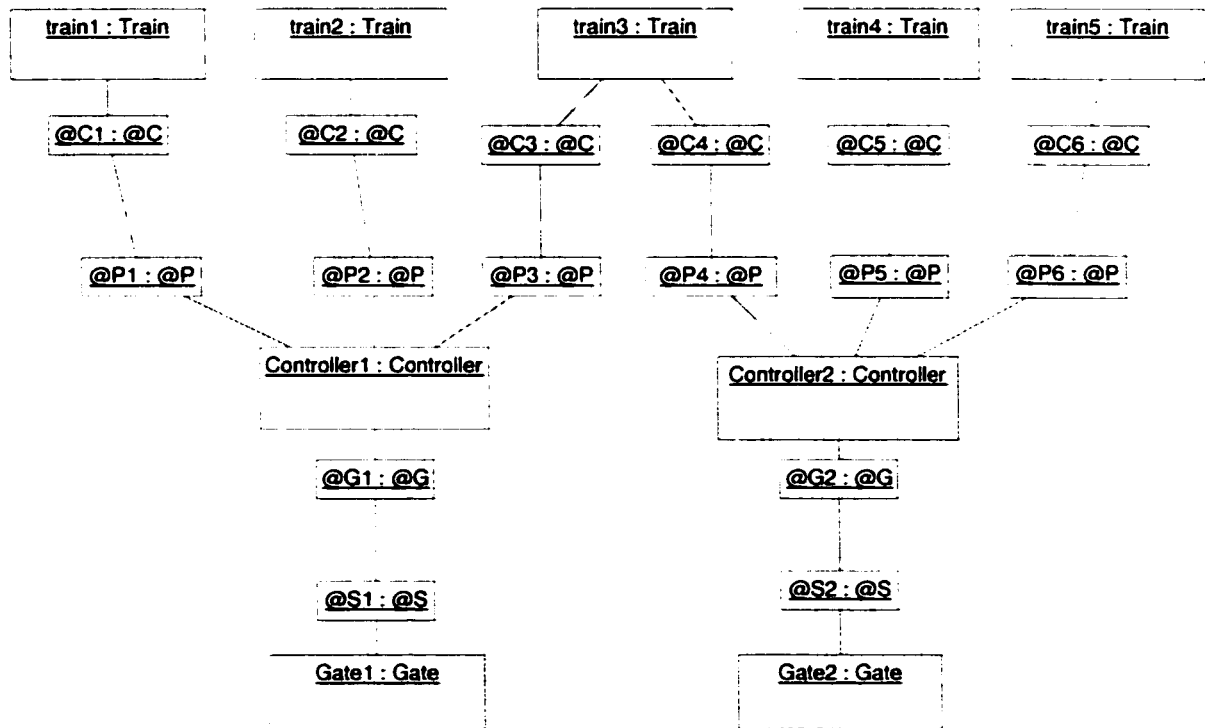 train1 : Train
train2 : Train
train3 : Train
train4 : Train
train5 : Train
@C1 : @C
@C2 : @C
@C3 : @C
@C4 : @C
@C5 : @C
@C6 : @C
@P1 : @P
@P2 : @P
@P3 : @P
@P4 : @P
@P5 : @P
@P6 : @P
Controller1 : Controller
Controller2 : Controller
@G1 : @G
@G2 : @G
@S1 : @S
@S2 : @S
Gate1 : Gate
Gate2 : Gate